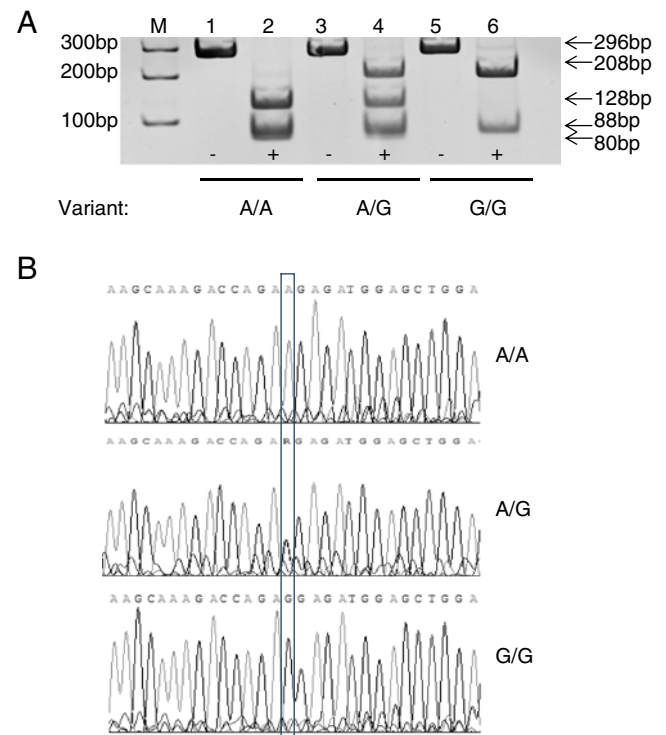 A
M 1 2 3 4 5 6
300bp
200bp
100bp
296bp
208bp
128bp
88bp
80bp
- + - + - +
Variant: A/A A/G G/G
B
AAGCAAAGACCAGAAGAGATGGAGCTGGA
A/A
AAGCAAAGACCAGARGAGATGGAGCTGGA
A/G
AAGCAAAGACCAGAGGAGATGGAGCTGGA
G/G